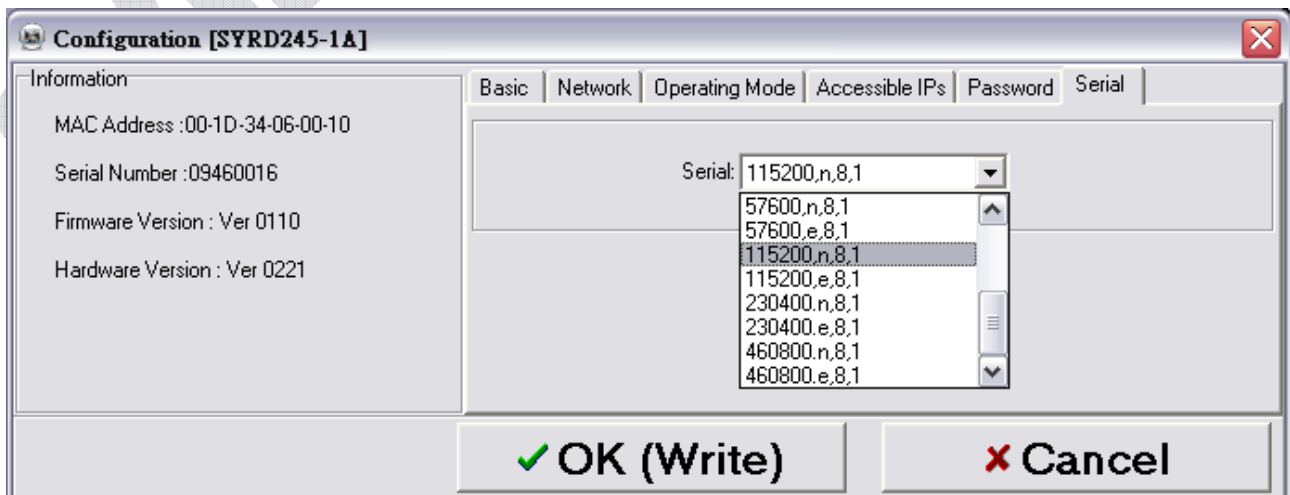 Configuration [SYRD245-1A]
Information
MAC Address :00-1D-34-06-00-10
Serial Number :09460016
Firmware Version : Ver 0110
Hardware Version : Ver 0221
Basic Network Operating Mode Accessible IPs Password Serial
Serial: 115200,n,8,1
57600,n,8,1
57600,e,8,1
115200,n,8,1
115200,e,8,1
230400.n,8,1
230400.e,8,1
460800.n,8,1
460800.e,8,1
OK (Write) Cancel